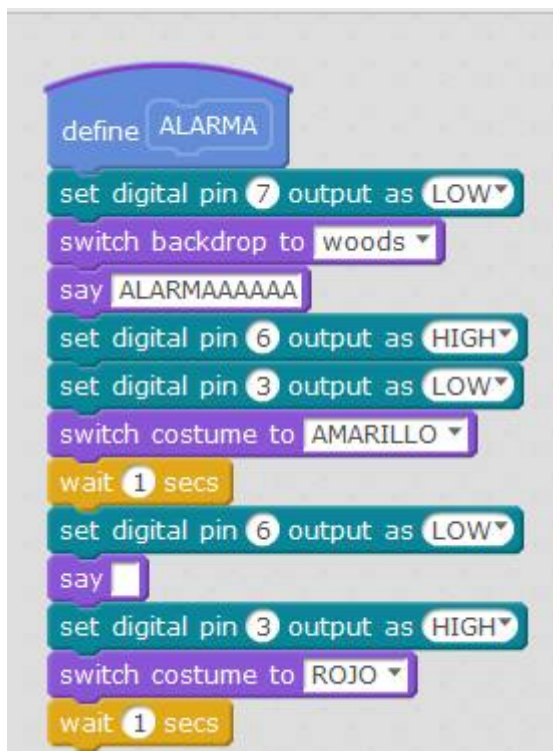 define ALARMA
set digital pin 7 output as LOW
switch backdrop to woods
say ALARMAAAAAA
set digital pin 6 output as HIGH
set digital pin 3 output as LOW
switch costume to AMARILLO
wait 1 secs
set digital pin 6 output as LOW
say
set digital pin 3 output as HIGH
switch costume to ROJO
wait 1 secs